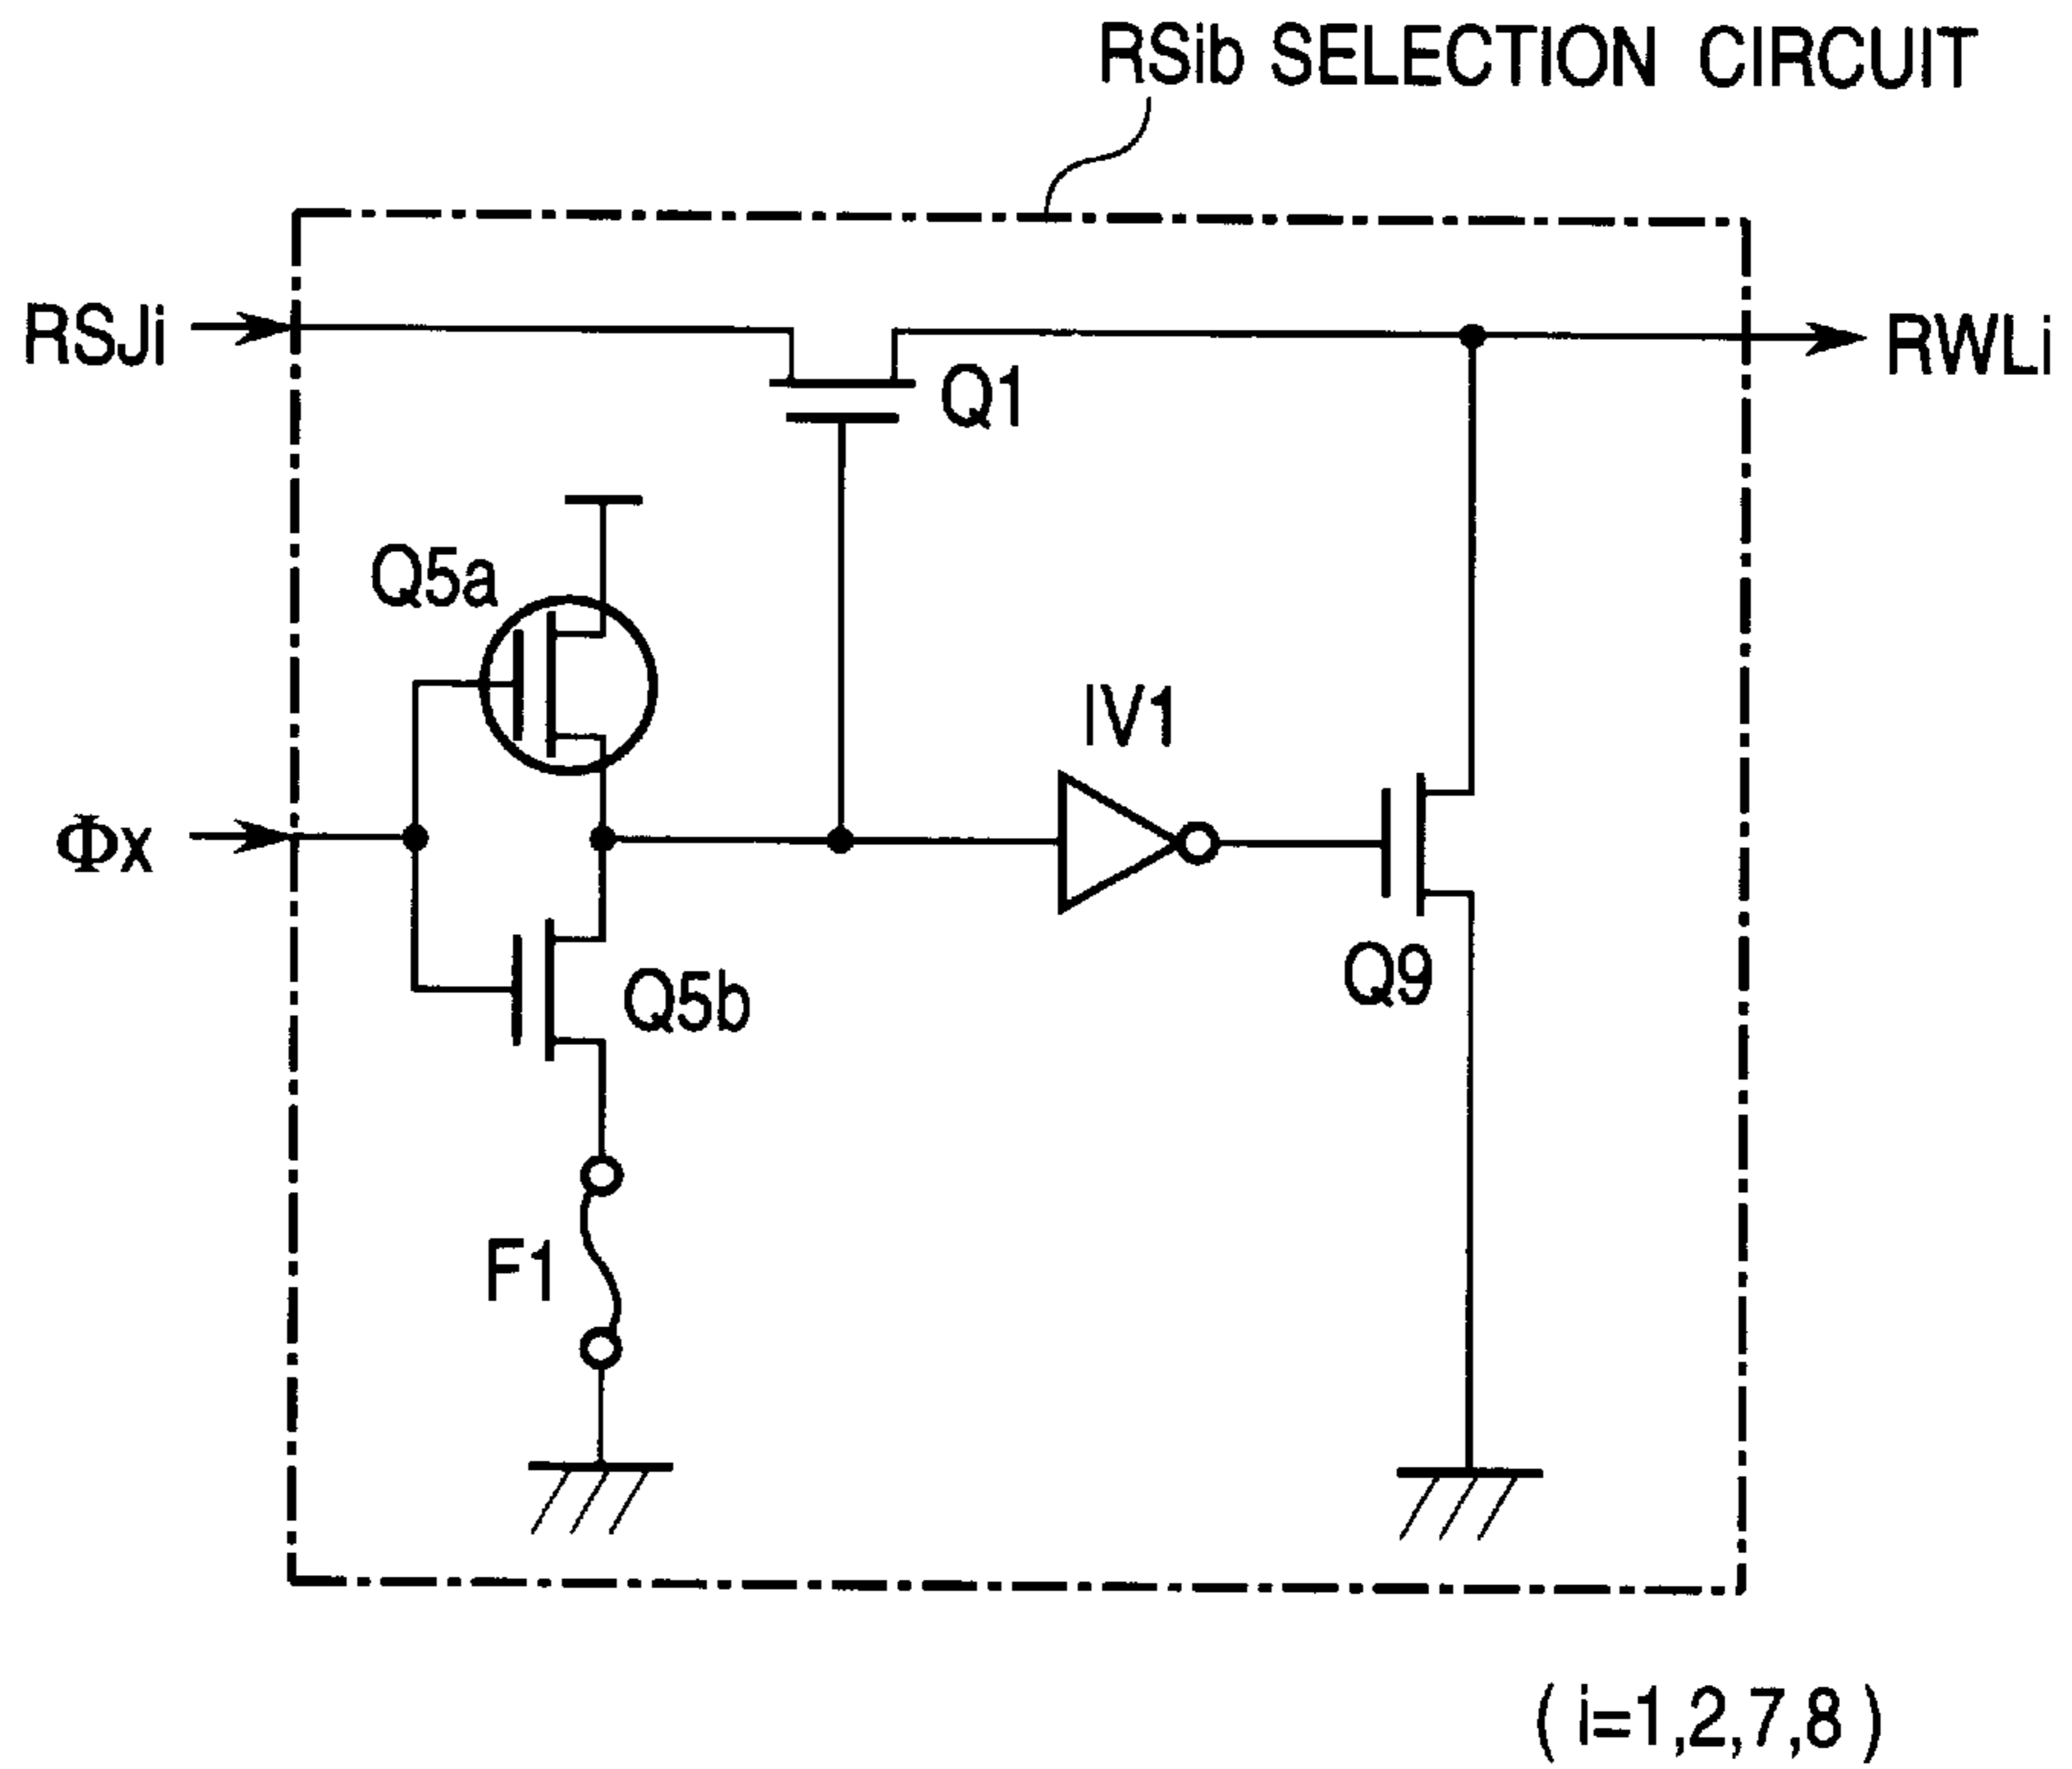 RSib SELECTION CIRCUIT
RSJi
RWLi
Q1
Q5a
IV1
Φx
Q5b
Q9
F1
( i=1,2,7,8 )